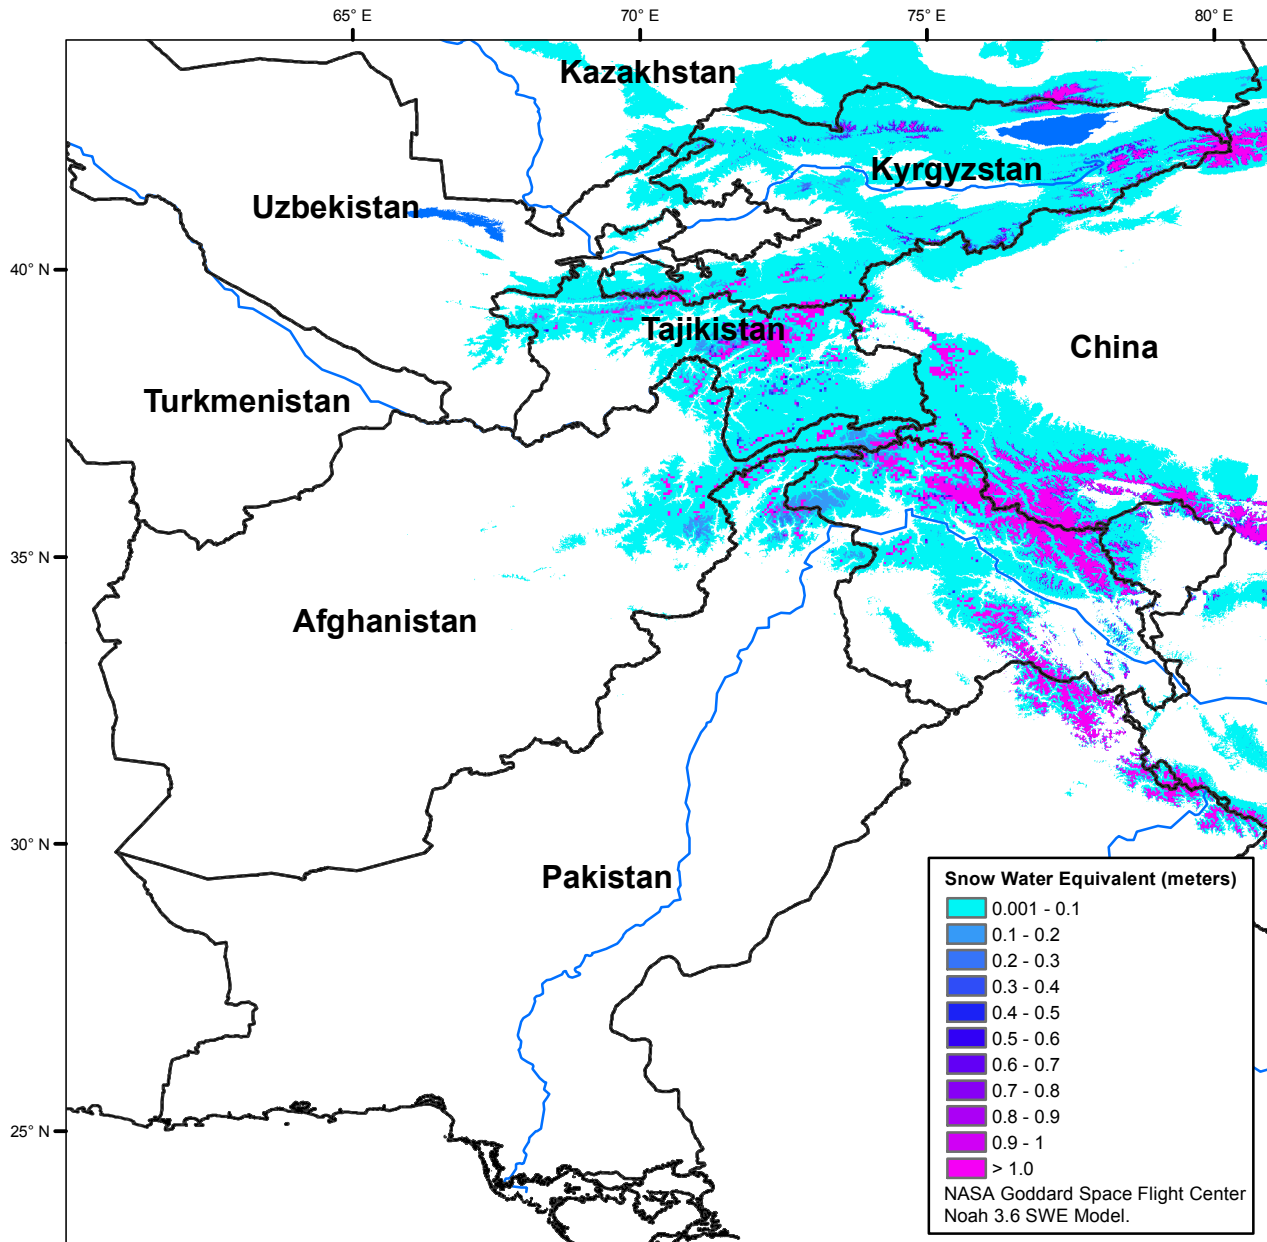 65° E 70° E 75° E 80° E
Kazakhstan
Kyrgyzstan
Uzbekistan
40° N
Tajikistan
China
Turkmenistan
35° N
Afghanistan
30° N
Pakistan
25° N
Snow Water Equivalent (meters)
0.001 - 0.1
0.1 - 0.2
0.2 - 0.3
0.3 - 0.4
0.4 - 0.5
0.5 - 0.6
0.6 - 0.7
0.7 - 0.8
0.8 - 0.9
0.9 - 1
> 1.0
NASA Goddard Space Flight Center
Noah 3.6 SWE Model.